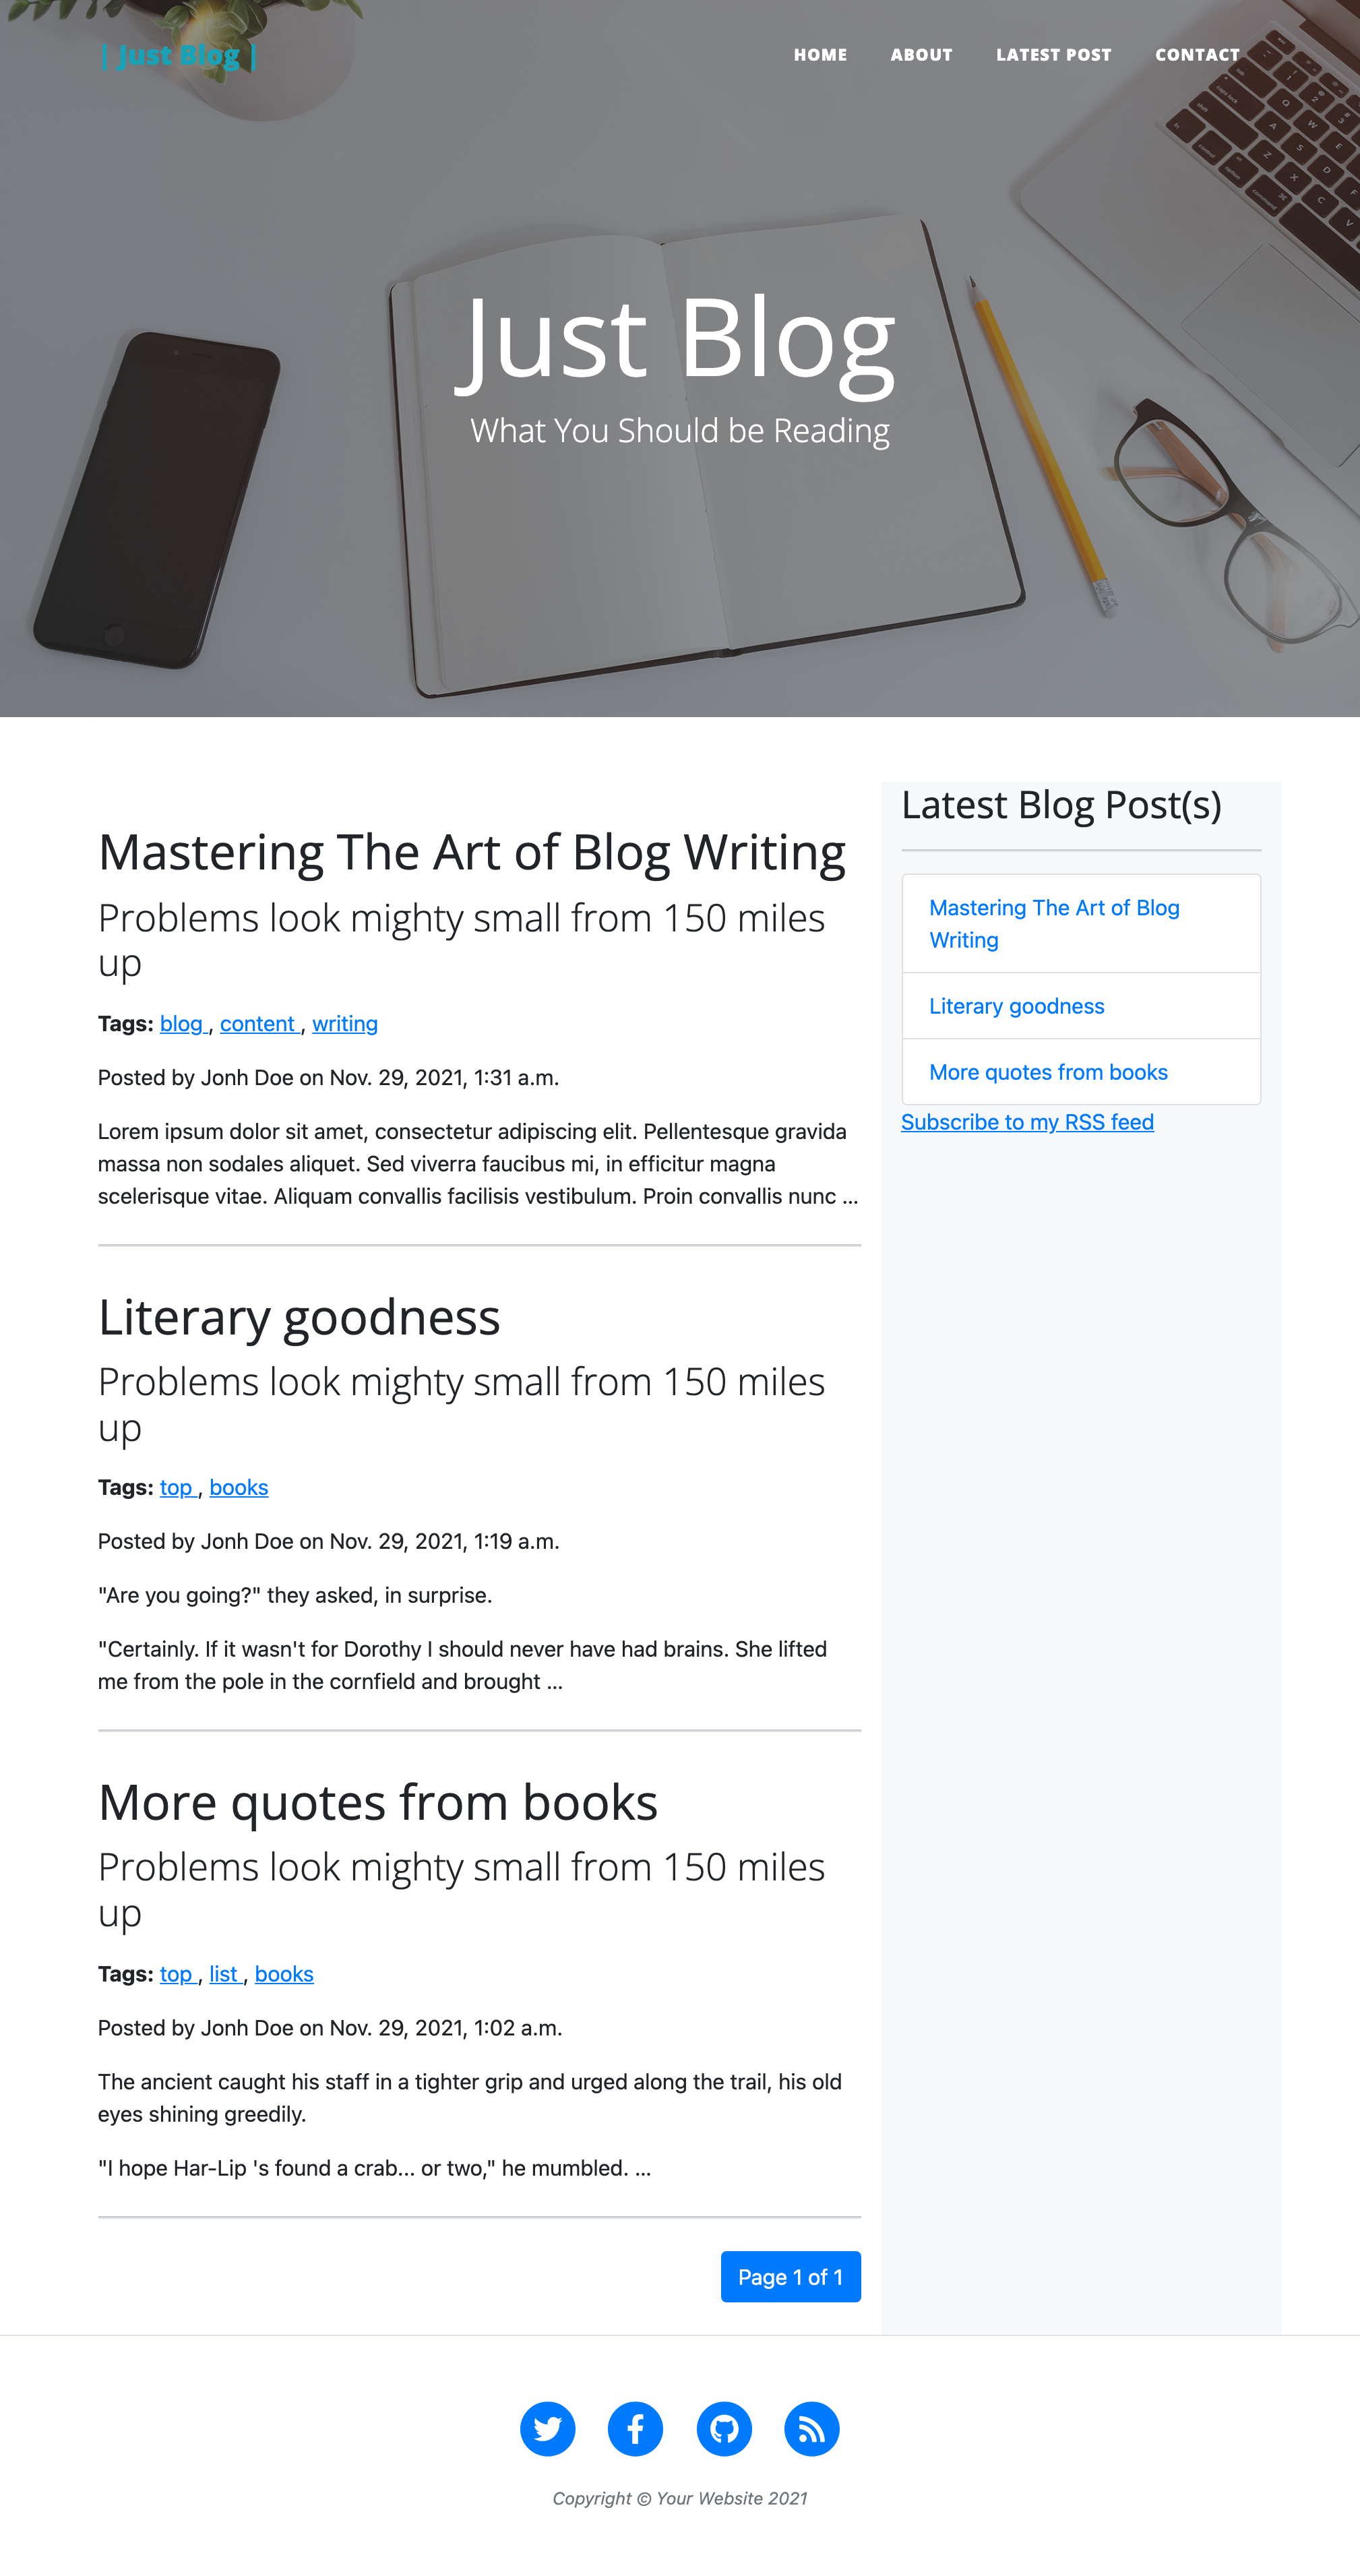 | Just Blog |
HOME ABOUT LATEST POST CONTACT
Just Blog
What You Should be Reading
Mastering The Art of Blog Writing
Problems look mighty small from 150 miles
up
Tags: blog , content , writing
Posted by Jonh Doe on Nov. 29, 2021, 1:31 a.m.
Lorem ipsum dolor sit amet, consectetur adipiscing elit. Pellentesque gravida
massa non sodales aliquet. Sed viverra faucibus mi, in efficitur magna
scelerisque vitae. Aliquam convallis facilisis vestibulum. Proin convallis nunc ...
Literary goodness
Problems look mighty small from 150 miles
up
Tags: top , books
Posted by Jonh Doe on Nov. 29, 2021, 1:19 a.m.
"Are you going?" they asked, in surprise.
"Certainly. If it wasn't for Dorothy I should never have had brains. She lifted
me from the pole in the cornfield and brought ...
More quotes from books
Problems look mighty small from 150 miles
up
Tags: top , list , books
Posted by Jonh Doe on Nov. 29, 2021, 1:02 a.m.
The ancient caught his staff in a tighter grip and urged along the trail, his old
eyes shining greedily.
"I hope Har-Lip 's found a crab... or two," he mumbled. ...
Page 1 of 1
Latest Blog Post(s)
Mastering The Art of Blog
Writing
Literary goodness
More quotes from books
Subscribe to my RSS feed
Copyright © Your Website 2021